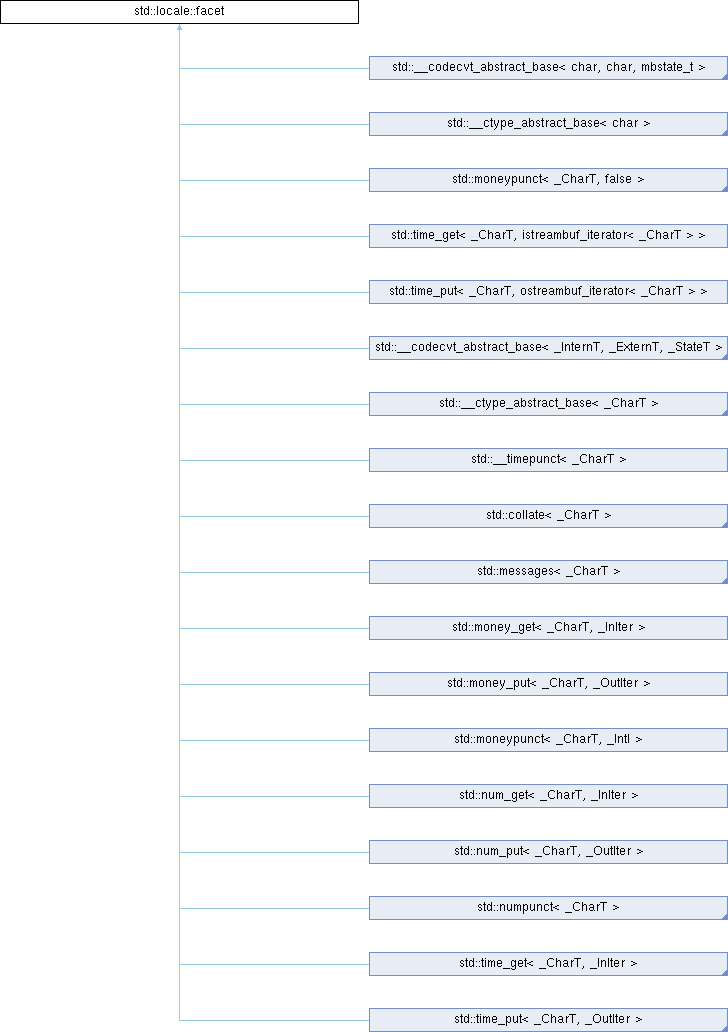 std::locale::facet
std::__codecvt_abstract_base< char, char, mbstate_t >
std::__ctype_abstract_base< char >
std::moneypunct< _CharT, false >
std::time_get< _CharT, istreambuf_iterator< _CharT > >
std::time_put< _CharT, ostreambuf_iterator< _CharT > >
std::__codecvt_abstract_base< _InternT, _ExternT, _StateT >
std::__ctype_abstract_base< _CharT >
std::__timepunct< _CharT >
std::collate< _CharT >
std::messages< _CharT >
std::money_get< _CharT, _InIter >
std::money_put< _CharT, _OutIter >
std::moneypunct< _CharT, _Intl >
std::num_get< _CharT, _InIter >
std::num_put< _CharT, _OutIter >
std::numpunct< _CharT >
std::time_get< _CharT, _InIter >
std::time_put< _CharT, _OutIter >